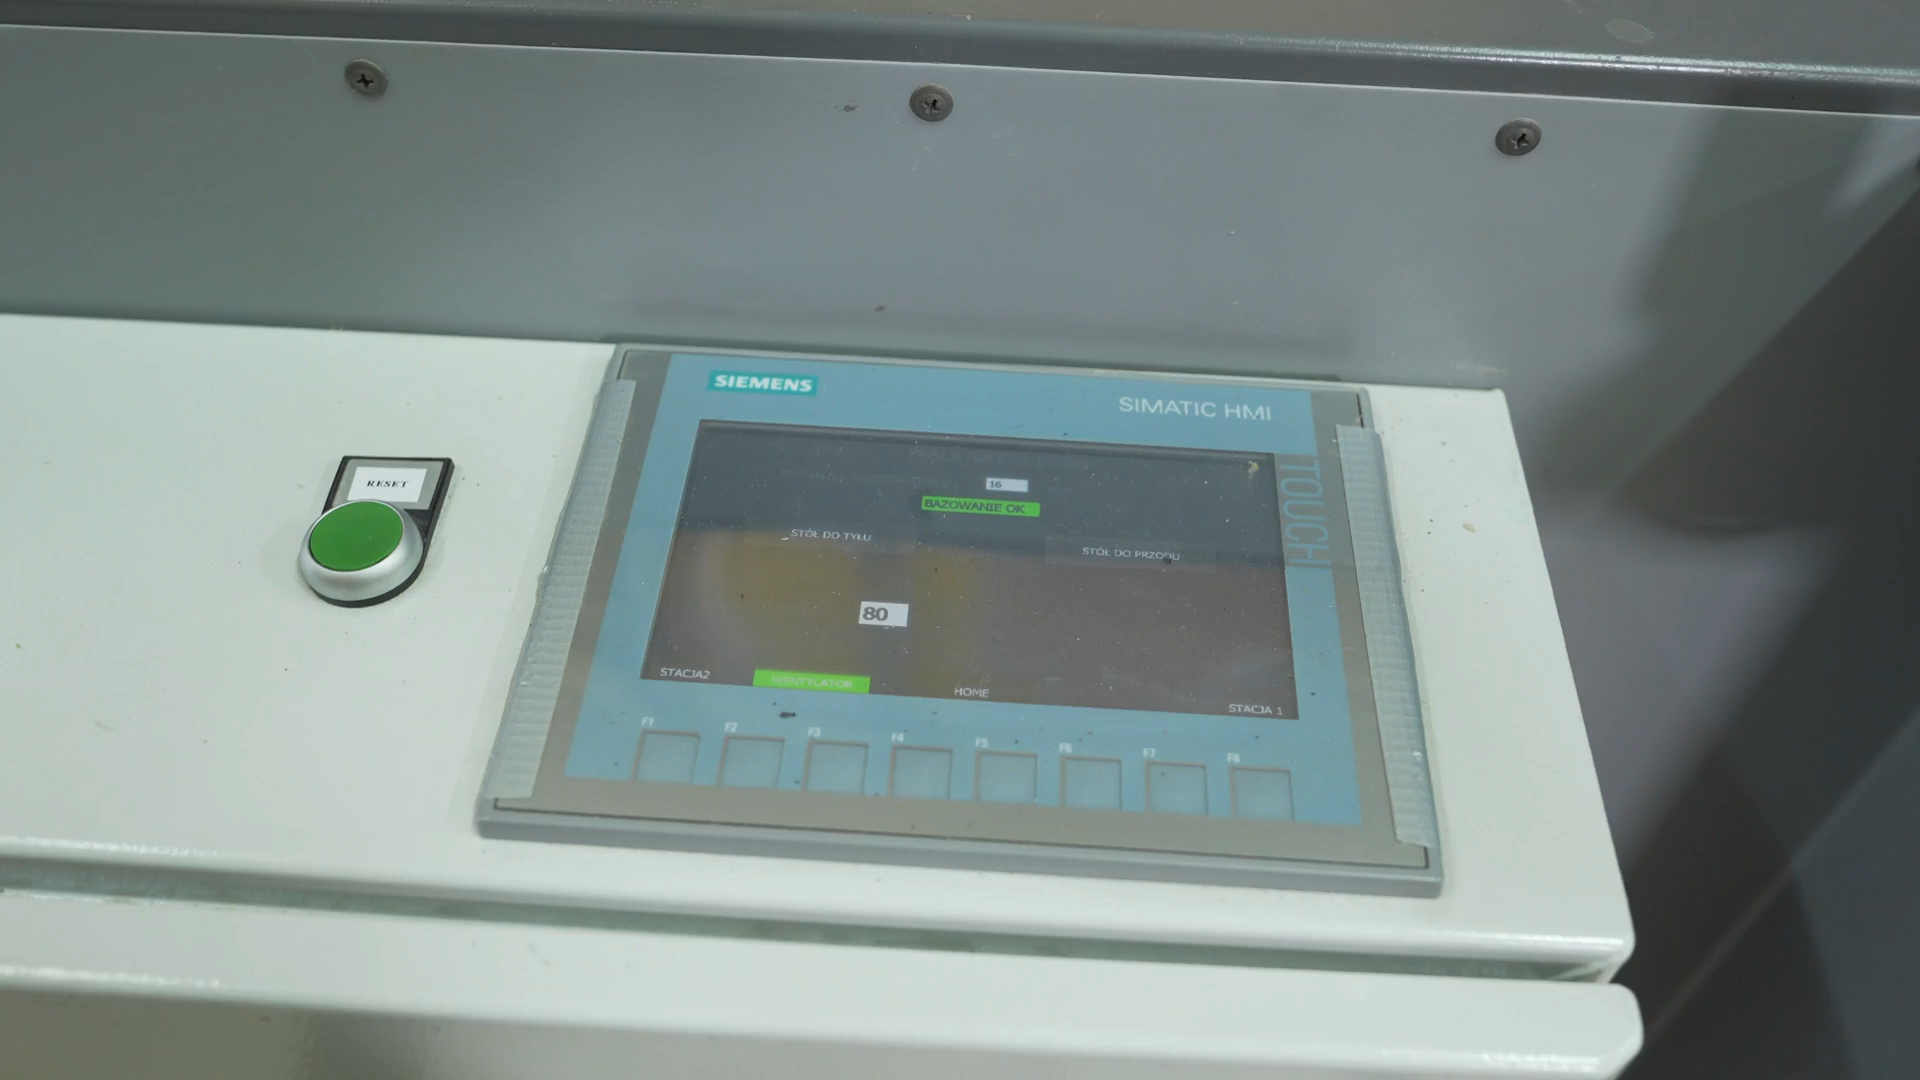 SIEMENS
SIMATIC HMI
TOUCH
RESET
16
BAZOWANIE OK
STÓŁ DO TYŁU
STÓŁ DO PRZODU
80
STACJA2
WENTYLATOR
HOME
STACJA 1
F1 F2 F3 F4 F5 F6 F7 F8